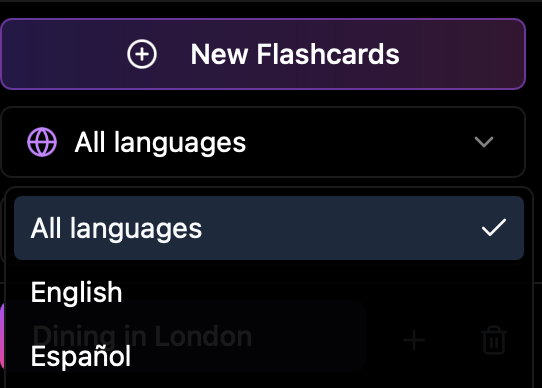 New Flashcards
All languages
All languages
English
Dining in London
Español